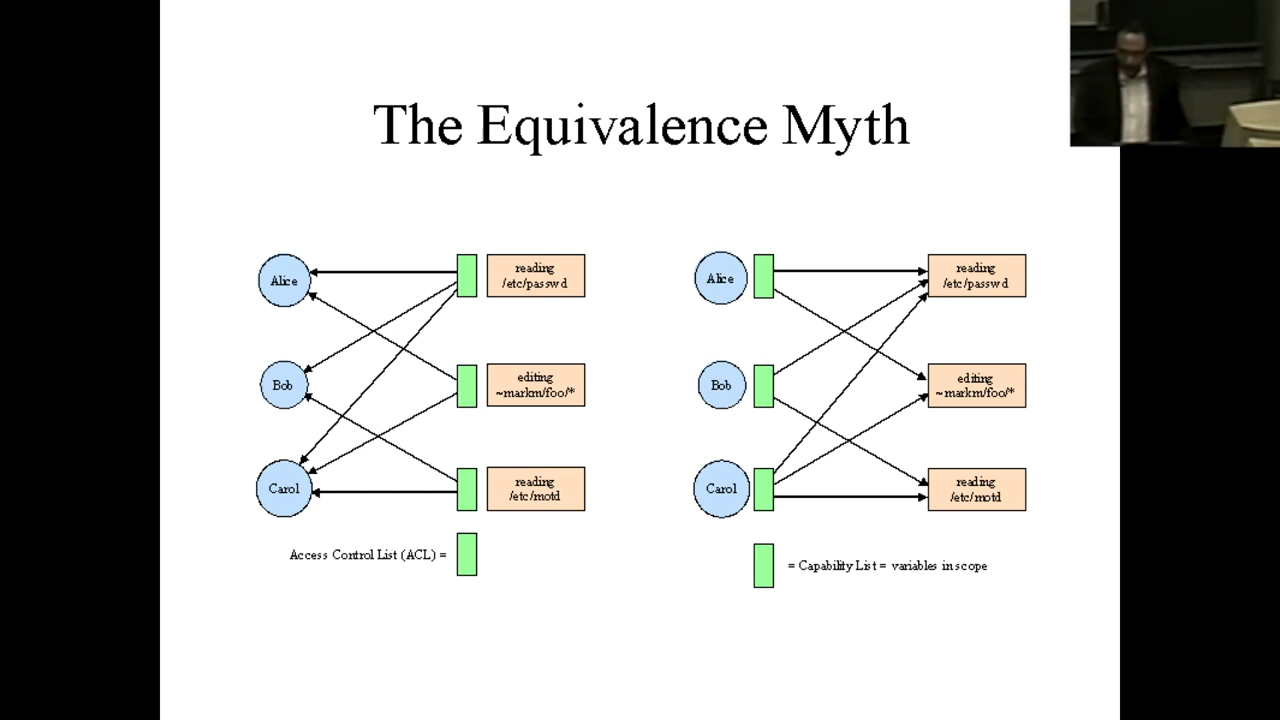 The Equivalence Myth
Alice
reading
/etc/passwd
Bob
editing
~markm/foo/*
Carol
reading
/etc/motd
Access Control List (ACL) =
Alice
reading
/etc/passwd
Bob
editing
~markm/foo/*
Carol
reading
/etc/motd
= Capability List = variables in scope